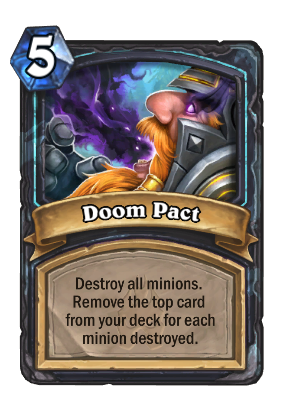 5
Doom Pact
Destroy all minions.
Remove the top card
from your deck for each
minion destroyed.